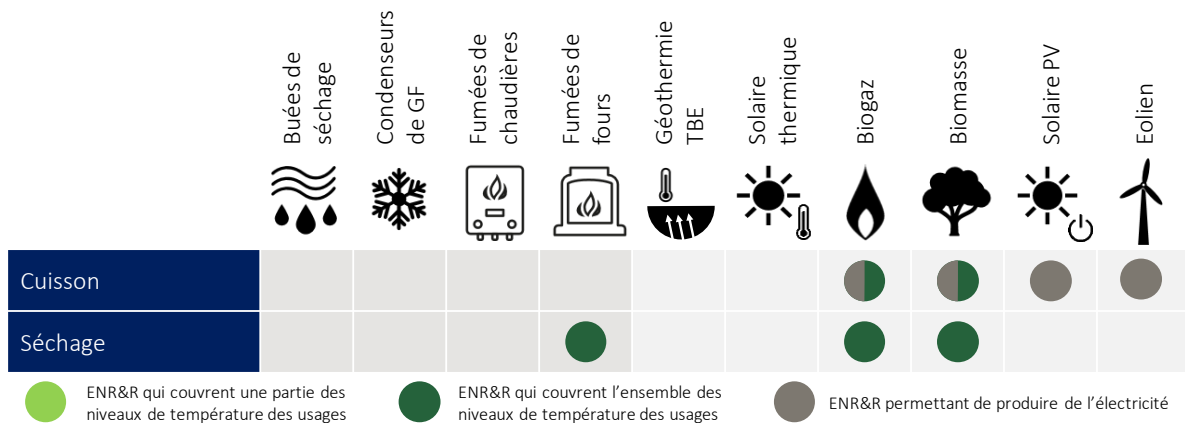 Buées de
séchage
Condenseurs
de GF
Fumées de
chaudières
Fumées de
fours
Géothermie
TBE
Solaire
thermique
Biogaz
Biomasse
Solaire PV
Eolien
Cuisson
Séchage
ENR&R qui couvrent une partie des
niveaux de température des usages
ENR&R qui couvrent l'ensemble des
niveaux de température des usages
ENR&R permettant de produire de l'électricité